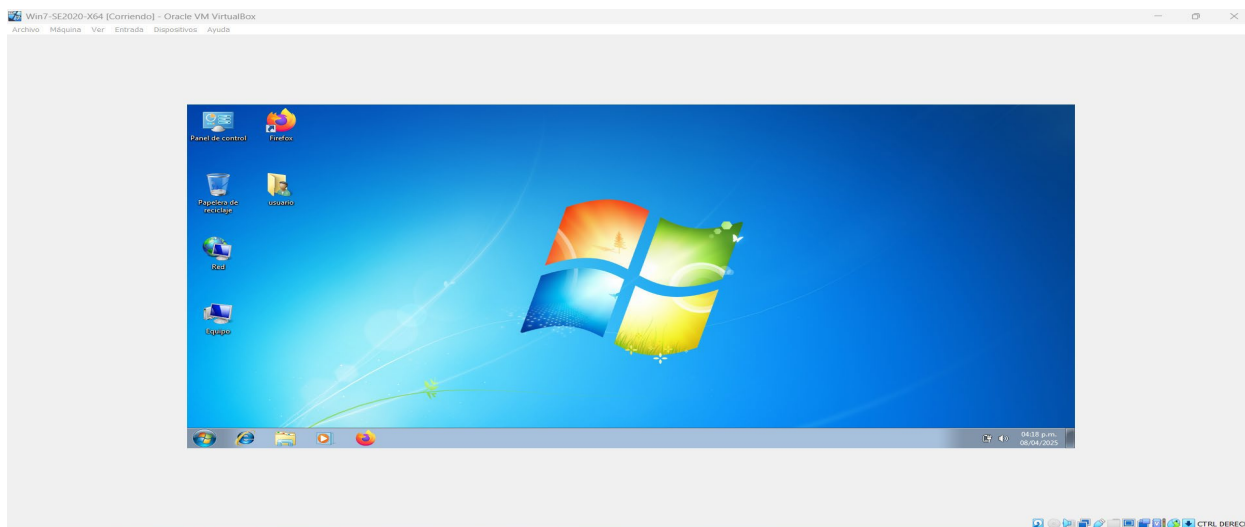 Win7-SE2020-X64 [Corriendo] - Oracle VM VirtualBox
Archivo Máquina Ver Entrada Dispositivos Ayuda
Panel de control
Firefox
Papelera de
reciclaje
usuario
Red
Equipo
04:18 p.m.
08/04/2025
CTRL DEREC